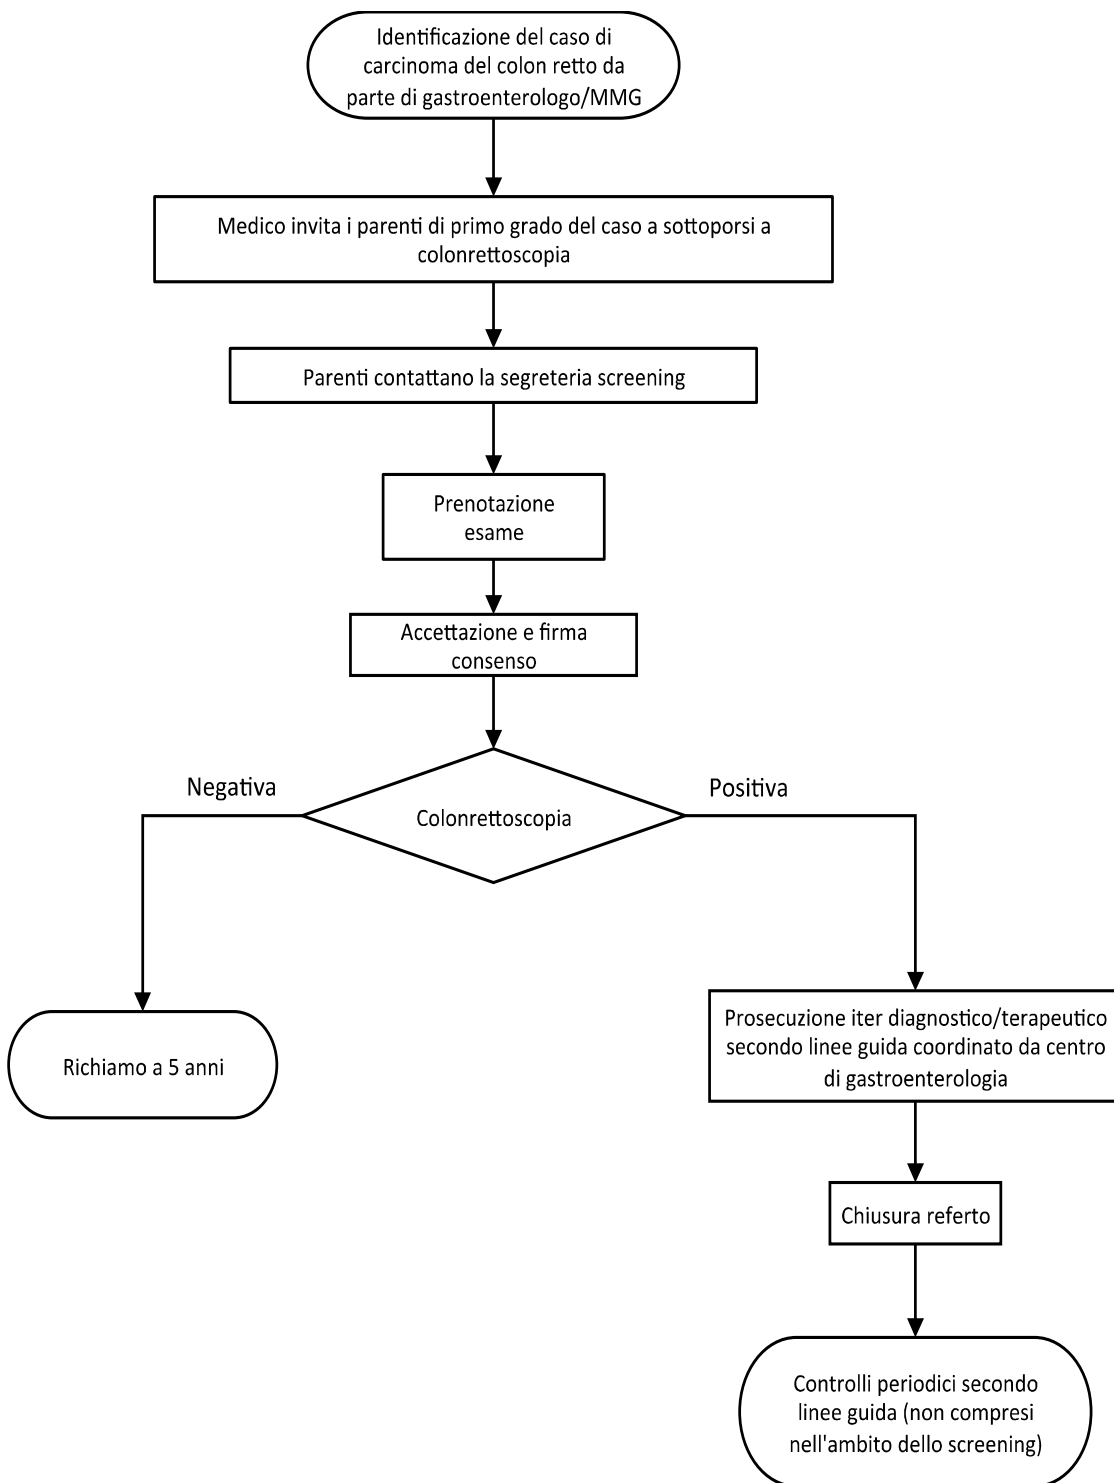 Identificazione del caso di
carcinoma del colon retto da
parte di gastroenterologo/MMG
Medico invita i parenti di primo grado del caso a sottoporsi a
colonrettoscopia
Parenti contattano la segreteria screening
Prenotazione
esame
Accettazione e firma
consenso
Negativa
Positiva
Colonrettoscopia
Prosecuzione iter diagnostico/terapeutico
secondo linee guida coordinato da centro
di gastroenterologia
Richiamo a 5 anni
Chiusura referto
Controlli periodici secondo
linee guida (non compresi
nell'ambito dello screening)